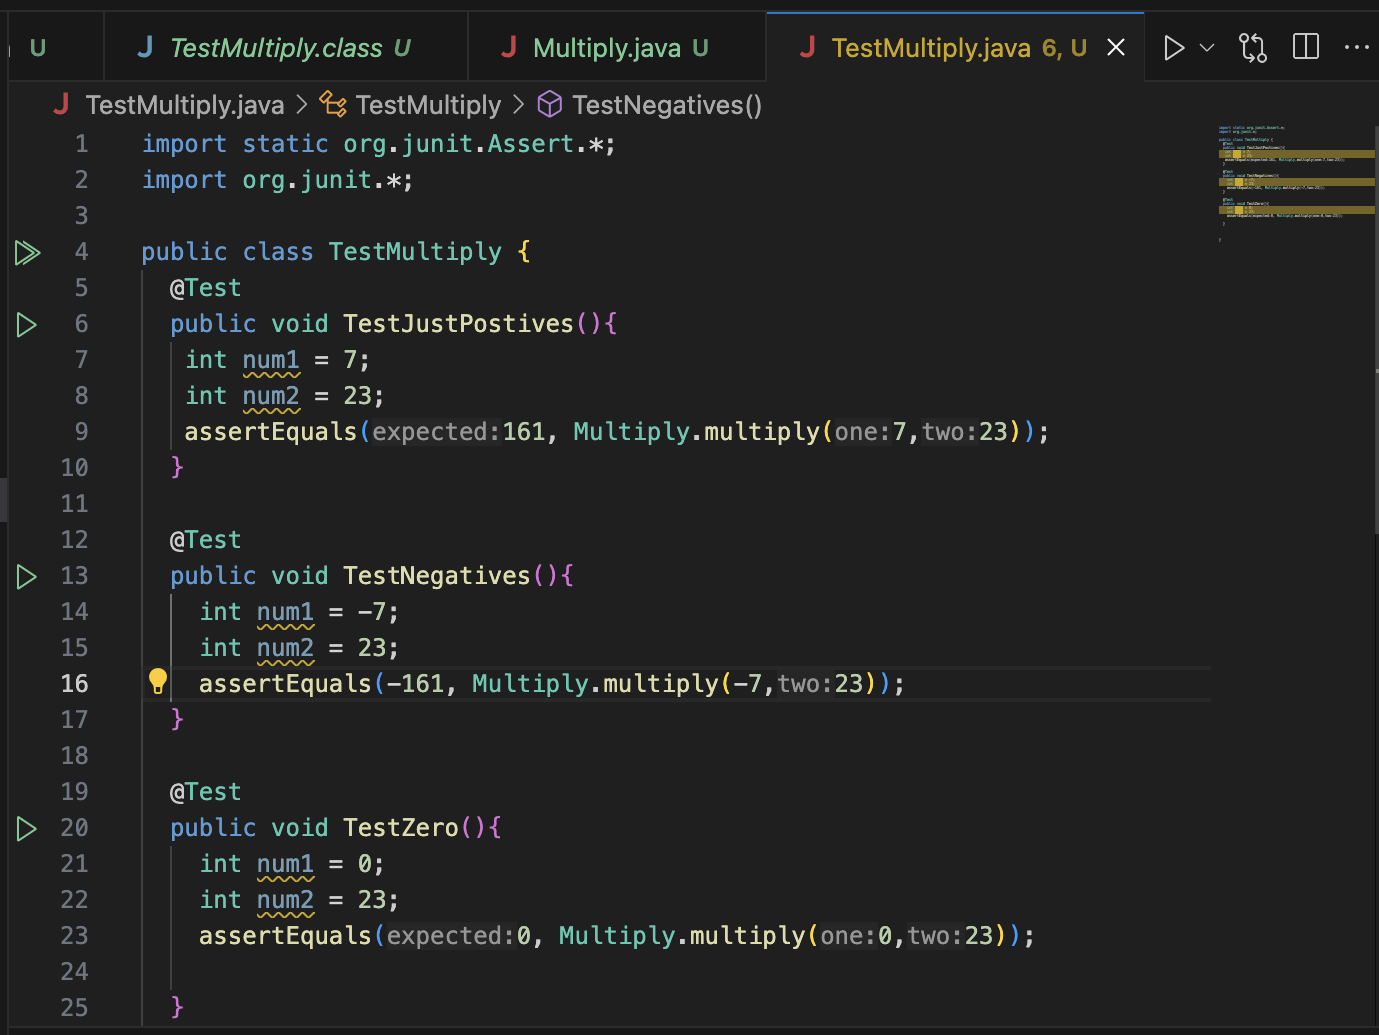 U J TestMultiply.class U J Multiply.java U J TestMultiply.java 6, U
J TestMultiply.java > TestMultiply > TestNegatives()
1 import static org.junit.Assert.*;
2 import org.junit.*;
3
4 public class TestMultiply {
5 @Test
6 public void TestJustPostives(){
7 int num1 = 7;
8 int num2 = 23;
9 assertEquals(expected:161, Multiply.multiply(one:7,two:23));
10 }
11
12 @Test
13 public void TestNegatives(){
14 int num1 = -7;
15 int num2 = 23;
16 assertEquals(-161, Multiply.multiply(-7,two:23));
17 }
18
19 @Test
20 public void TestZero(){
21 int num1 = 0;
22 int num2 = 23;
23 assertEquals(expected:0, Multiply.multiply(one:0,two:23));
24
25 }